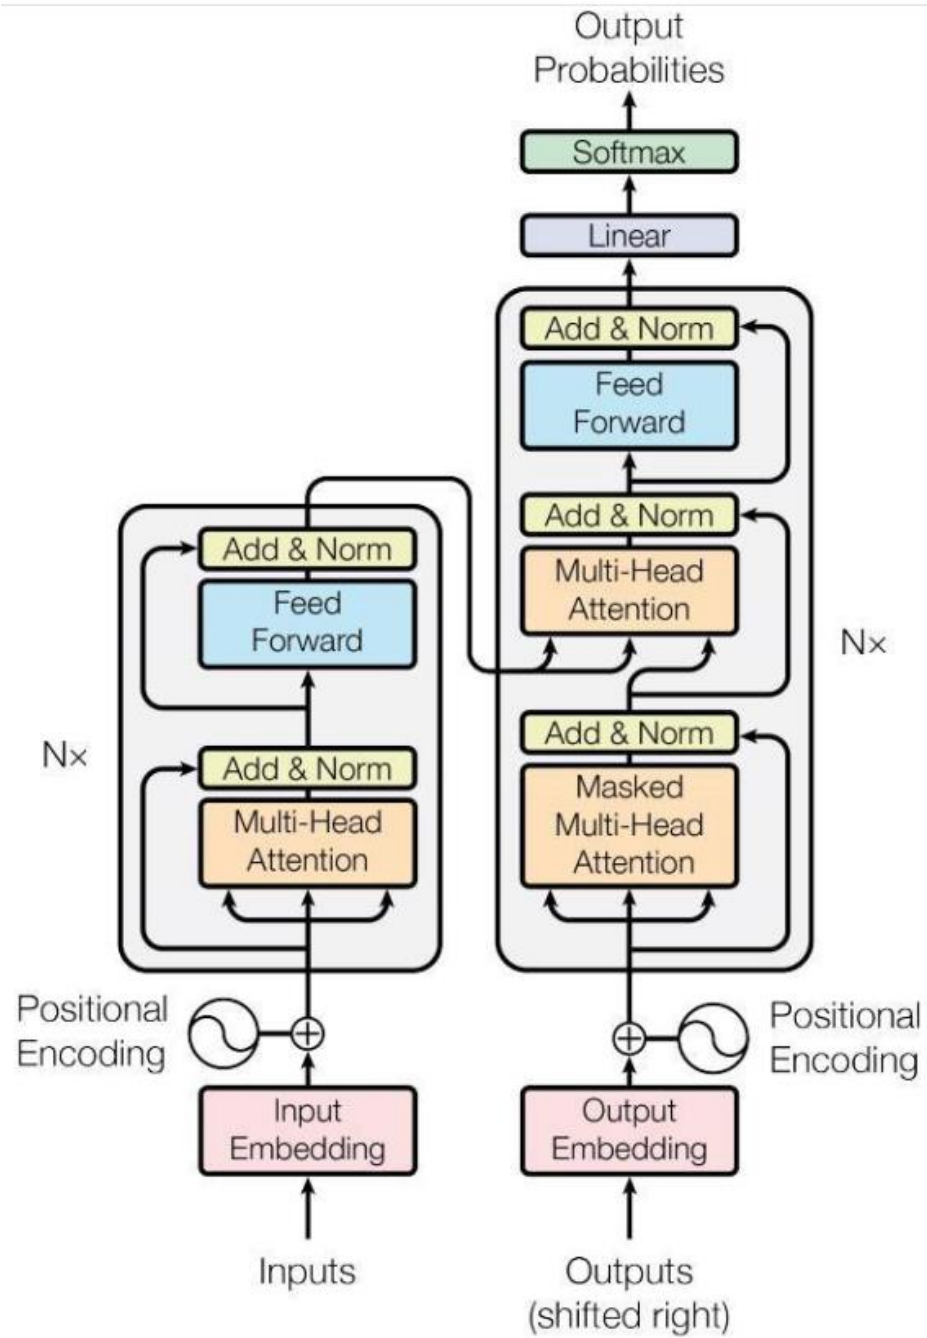 Output
Probabilities
Softmax
Linear
Add & Norm
Feed
Forward
Add & Norm
Multi-Head
Attention
Add & Norm
Masked
Multi-Head
Attention
N×
Add & Norm
Feed
Forward
Add & Norm
Multi-Head
Attention
N×
Positional
Encoding
Positional
Encoding
Input
Embedding
Output
Embedding
Inputs
Outputs
(shifted right)